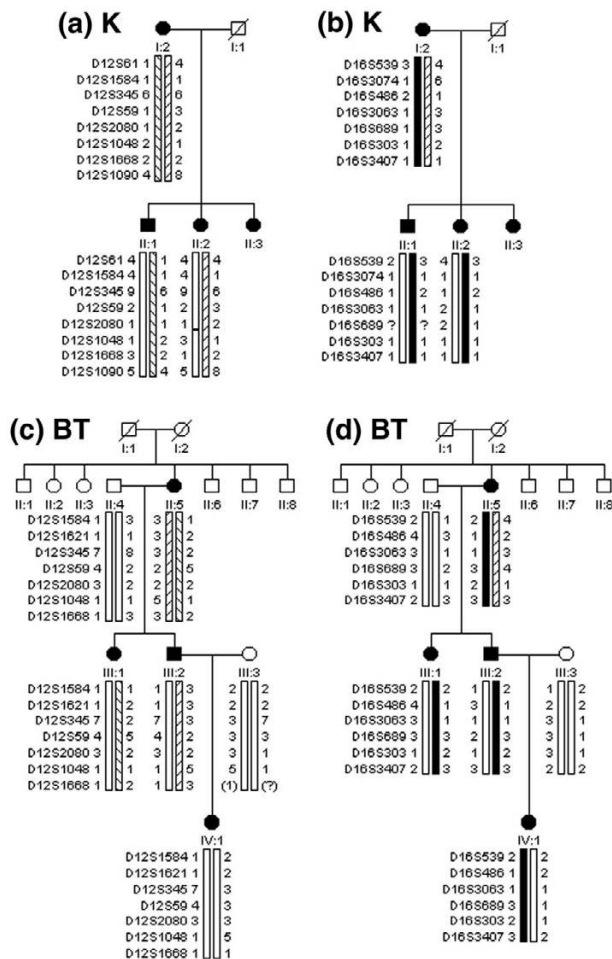 (a) K
I:2 I:1
D12S61 1 4
D12S1584 1 1
D12S345 6 6
D12S59 1 3
D12S2080 1 2
D12S1048 2 1
D12S1668 2 2
D12S1090 4 8
II:1 II:2 II:3
D12S61 4 1 4 4
D12S1584 4 1 4 1
D12S345 9 6 9 6
D12S59 2 1 2 3
D12S2080 1 1 1 2
D12S1048 1 2 3 1
D12S1668 3 2 1 2
D12S1090 5 4 5 8
(b) K
I:2 I:1
D16S539 3 4
D16S3074 1 6
D16S486 2 1
D16S3063 1 3
D16S689 1 3
D16S303 1 2
D16S3407 1 1
II:1 II:2 II:3
D16S539 2 3 4 3
D16S3074 1 1 1 1
D16S486 1 2 1 2
D16S3063 1 1 3 1
D16S689 ? ? 2 1
D16S303 1 1 1 1
D16S3407 1 1 2 1
(c) BT
I:1 I:2
II:1 II:2 II:3 II:4 II:5 II:6 II:7 II:8
D12S1584 1 3 3 1
D12S1621 1 3 3 2
D12S345 7 8 3 2
D12S59 4 2 2 5
D12S2080 3 2 2 2
D12S1048 1 1 5 1
D12S1668 1 3 3 2
III:1 III:2 III:3
D12S1584 1 1 1 3 2 2
D12S1621 1 2 1 3 2 2
D12S345 7 2 7 3 3 7
D12S59 4 5 4 2 3 3
D12S2080 3 2 3 2 3 1
D12S1048 1 1 1 5 5 1
D12S1668 1 2 1 3 (1) (?)
IV:1
D12S1584 1 2
D12S1621 1 2
D12S345 7 3
D12S59 4 3
D12S2080 3 3
D12S1048 1 5
D12S1668 1 1
(d) BT
I:1 I:2
II:1 II:2 II:3 II:4 II:5 II:6 II:7 II:8
D16S539 2 1 2 4
D16S486 4 3 1 2
D16S3063 3 1 1 3
D16S689 2 3 3 4
D16S303 1 1 2 1
D16S3407 2 2 3 3
III:1 III:2 III:3
D16S539 2 2 1 2 1 2
D16S486 4 1 3 1 2 2
D16S3063 3 1 1 1 3 1
D16S689 2 3 3 3 3 1
D16S303 1 2 1 2 1 1
D16S3407 2 3 2 3 3 2
IV:1
D16S539 2 2
D16S486 1 2
D16S3063 1 1
D16S689 3 1
D16S303 2 1
D16S3407 3 2